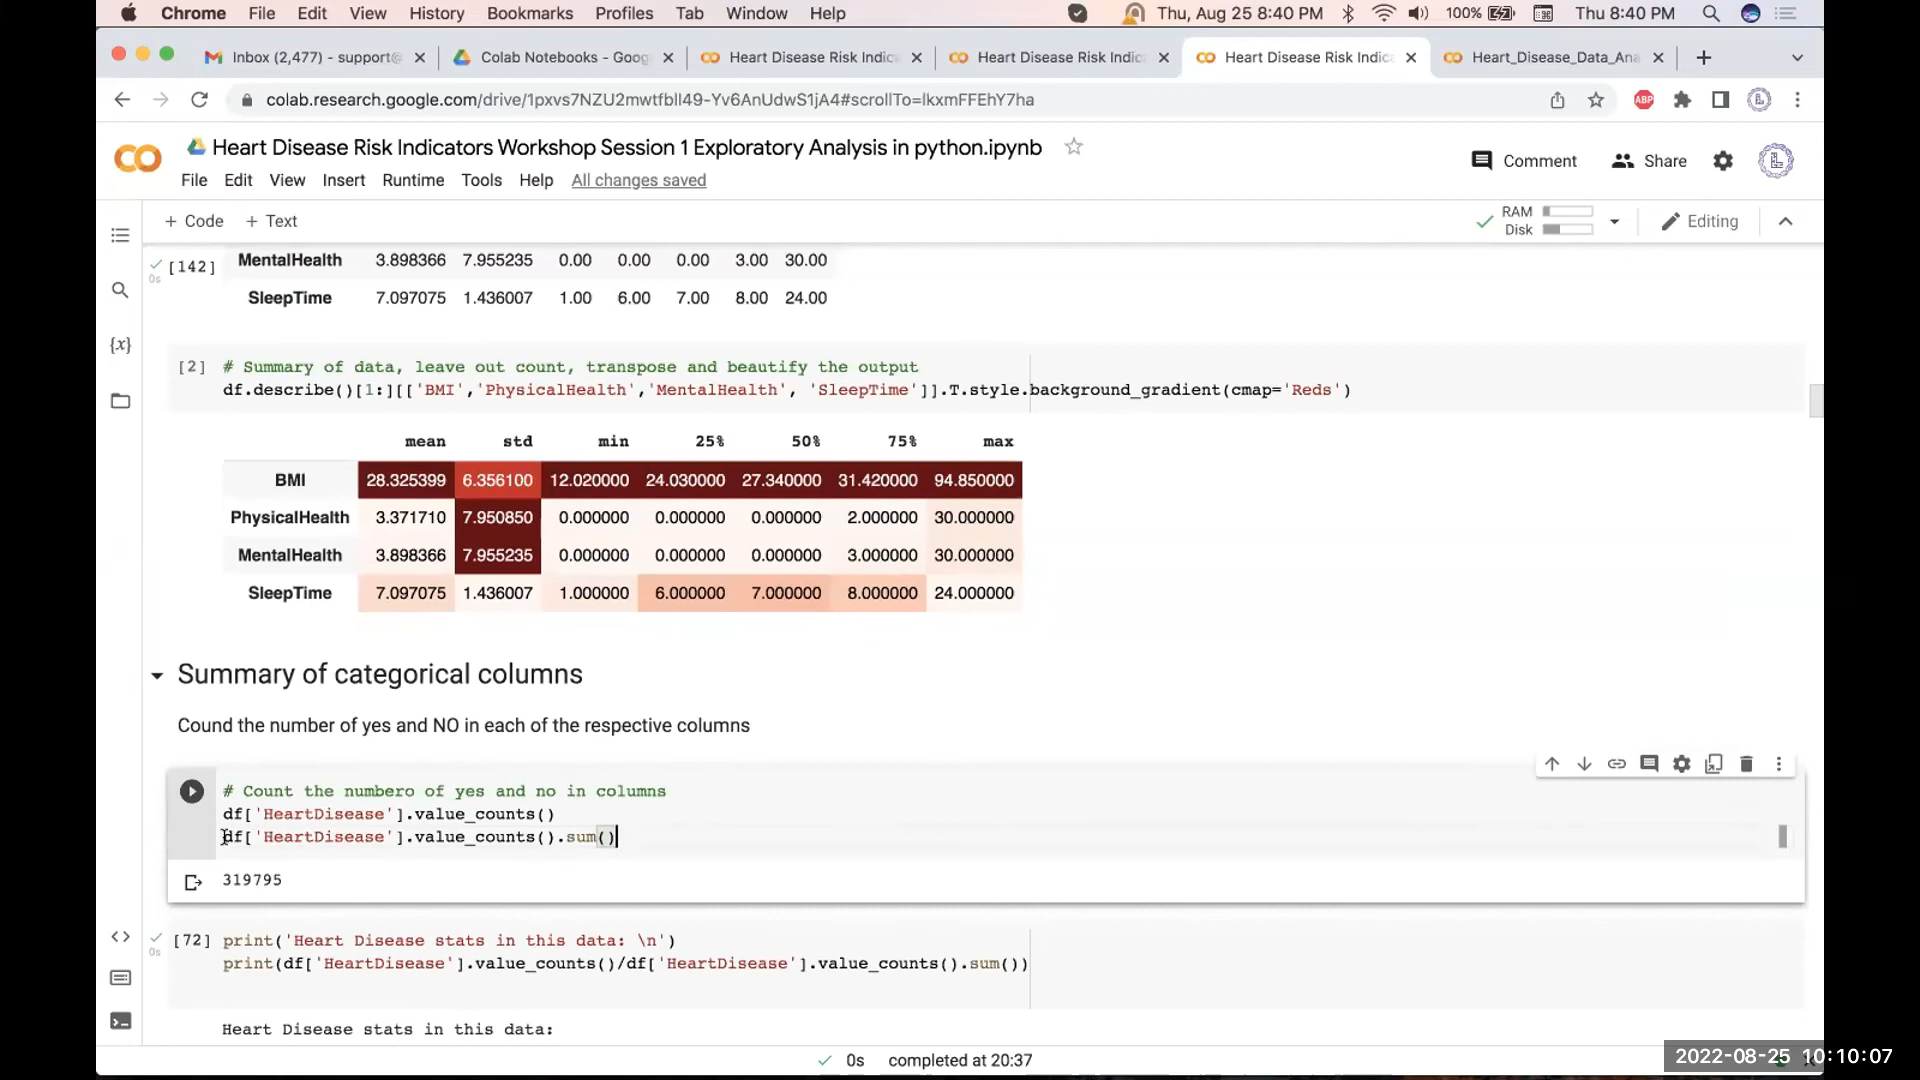 Chrome File Edit View History Bookmarks Profiles Tab Window Help Thu, Aug 25 8:40 PM 100% Thu 8:40 PM
Inbox (2,477) - support@ Colab Notebooks - Goog Heart Disease Risk Indic Heart Disease Risk Indic Heart Disease Risk Indic Heart_Disease_Data_Ana
colab.research.google.com/drive/1pxvs7NZU2mwtfbll49-Yv6AnUdwS1jA4#scrollTo=lkxmFFEhY7ha ABP
Heart Disease Risk Indicators Workshop Session 1 Exploratory Analysis in python.ipynb
Comment Share
File Edit View Insert Runtime Tools Help All changes saved
+ Code + Text RAM Disk Editing
[142] MentalHealth 3.898366 7.955235 0.00 0.00 0.00 3.00 30.00
0s
SleepTime 7.097075 1.436007 1.00 6.00 7.00 8.00 24.00
{x}
[2] # Summary of data, leave out count, transpose and beautify the output
df.describe()[1:][['BMI','PhysicalHealth','MentalHealth', 'SleepTime']].T.style.background_gradient(cmap='Reds')
mean std min 25% 50% 75% max
BMI 28.325399 6.356100 12.020000 24.030000 27.340000 31.420000 94.850000
PhysicalHealth 3.371710 7.950850 0.000000 0.000000 0.000000 2.000000 30.000000
MentalHealth 3.898366 7.955235 0.000000 0.000000 0.000000 3.000000 30.000000
SleepTime 7.097075 1.436007 1.000000 6.000000 7.000000 8.000000 24.000000
Summary of categorical columns
Cound the number of yes and NO in each of the respective columns
# Count the numbero of yes and no in columns
df['HeartDisease'].value_counts()
df['HeartDisease'].value_counts().sum()
319795
[72] print('Heart Disease stats in this data: \n')
0s
print(df['HeartDisease'].value_counts()/df['HeartDisease'].value_counts().sum())
Heart Disease stats in this data:
0s completed at 20:37
2022-08-25 10:10:07